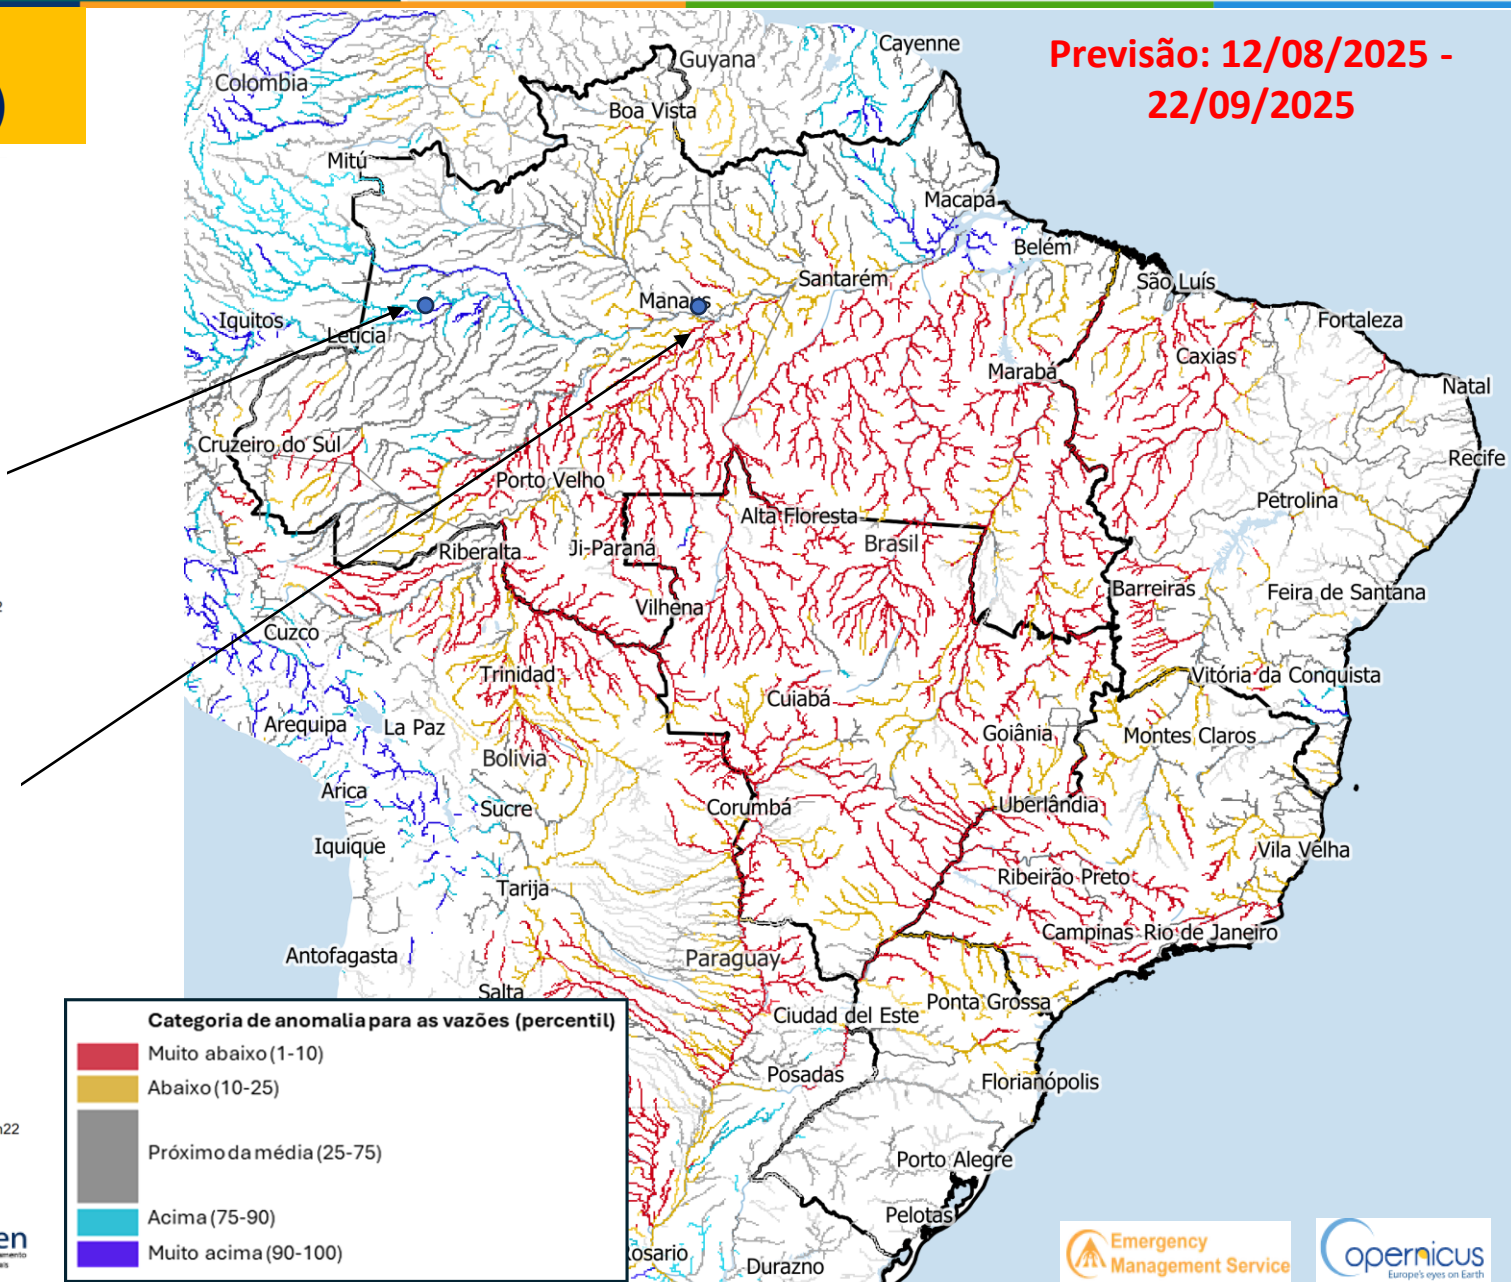 Previsão: 12/08/2025 -
22/09/2025
Cayenne
Guyana
Colombia
Boa Vista
Mitú
Macapá
Belém
Santarém
São Luís
Manaus
Iquitos
Leticia
Fortaleza
Caxias
Marabá
Natal
Cruzeiro do Sul
Recife
Porto Velho
Petrolina
Alta Floresta
Brasil
Riberalta
Ji-Paraná
Barreiras
Feira de Santana
Vilhena
Cuzco
Trinidad
Vitória da Conquista
Cuiabá
Arequipa
La Paz
Goiânia
Montes Claros
Bolivia
Arica
Sucre
Corumbá
Uberlândia
Iquique
Vila Velha
Tarija
Ribeirão Preto
Campinas
Rio de Janeiro
Antofagasta
Paraguay
Salta
Ponta Grossa
Ciudad del Este
Posadas
Florianópolis
Porto Alegre
Pelotas
Rosario
Durazno
Categoria de anomalia para as vazões (percentil)
Muito abaixo (1-10)
Abaixo (10-25)
Próximo da média (25-75)
Acima (75-90)
Muito acima (90-100)
n22
en
Emergency
Management Service
opernicus
Europe's eyes on Earth